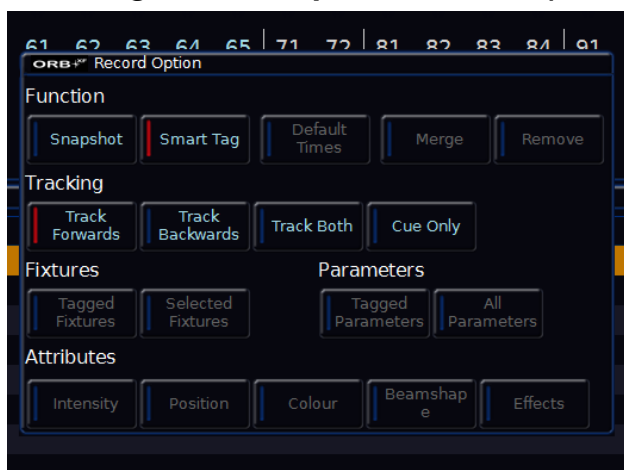 61 62 63 64 65 71 72 81 82 83 84 91
ORB+XF Record Option
Function
Snapshot Smart Tag Default Merge Remove
Times
Tracking
Track Track Track Both Cue Only
Forwards Backwards
Fixtures Parameters
Tagged Selected Tagged All
Fixtures Fixtures Parameters Parameters
Attributes
Intensity Position Colour Beamshap Effects
e